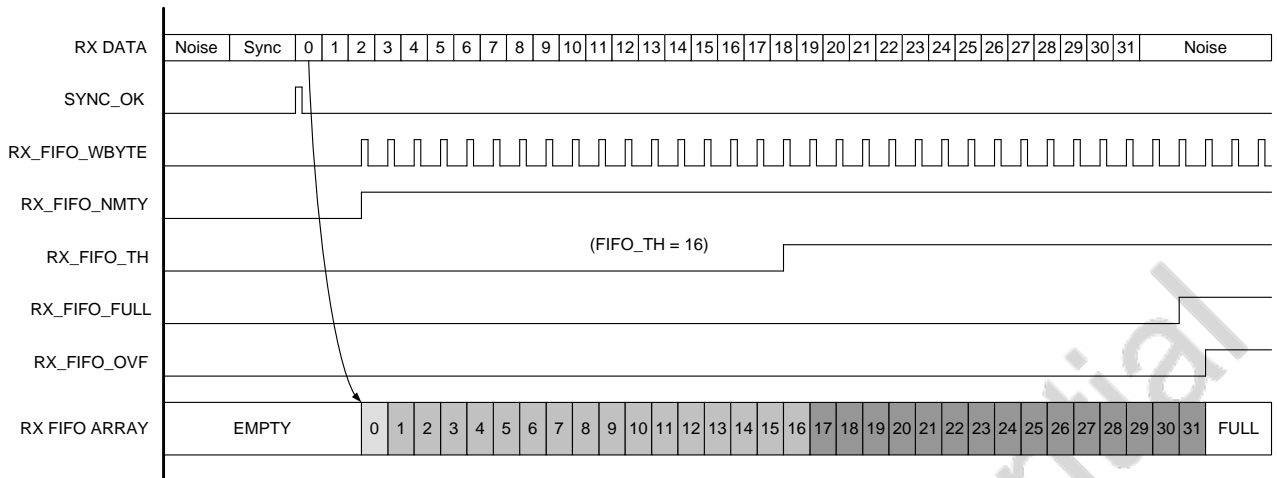 RX DATA Noise Sync 0 1 2 3 4 5 6 7 8 9 10 11 12 13 14 15 16 17 18 19 20 21 22 23 24 25 26 27 28 29 30 31 Noise
SYNC_OK
RX_FIFO_WBYTE
RX_FIFO_NMTY
(FIFO_TH = 16)
RX_FIFO_TH
RX_FIFO_FULL
RX_FIFO_OVF
RX FIFO ARRAY EMPTY 0 1 2 3 4 5 6 7 8 9 10 11 12 13 14 15 16 17 18 19 20 21 22 23 24 25 26 27 28 29 30 31 FULL